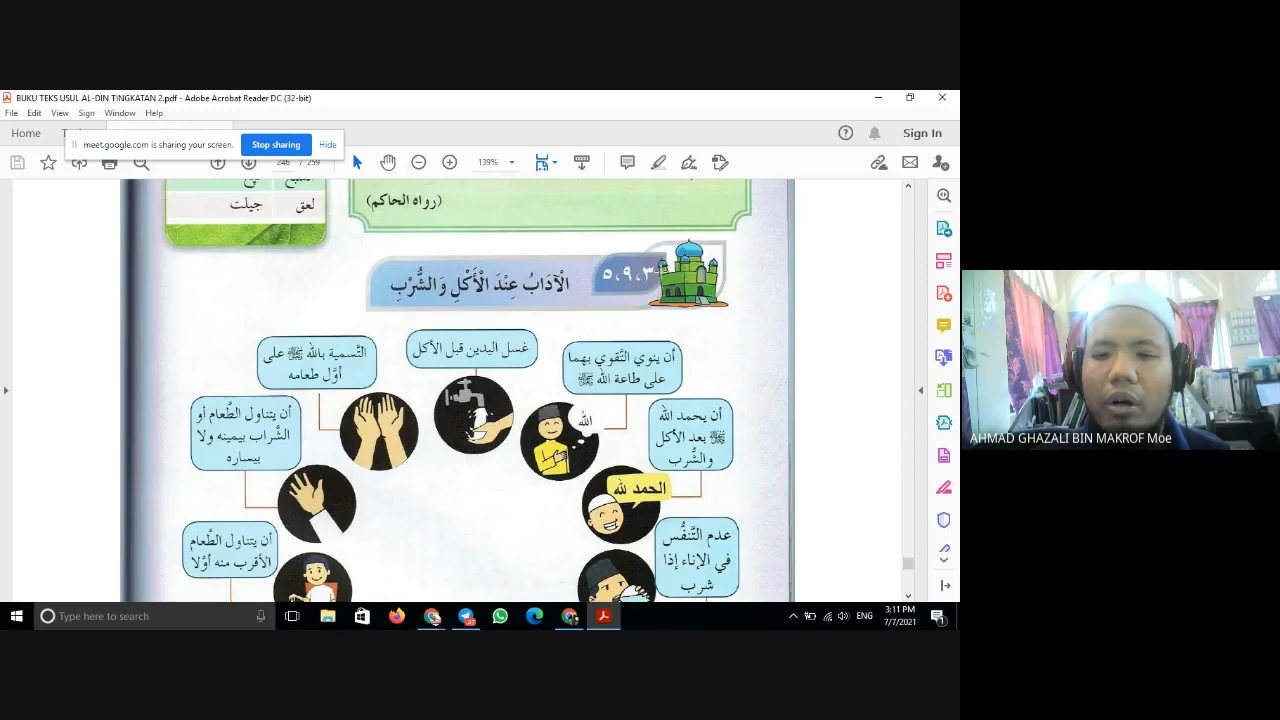 BUKU TEKS USUL AL-DIN TINGKATAN 2.pdf - Adobe Acrobat Reader DC (32-bit)
File Edit View Sign Window Help
Home
Sign In
meet.google.com is sharing your screen.
Stop sharing
Hide
246 / 259
139%
لعق جيلت
(رواه الحاكم)
٥،٩،٣
الْآدَابُ عِنْدَ الْأَكْلِ وَالشُّرْبِ
أن ينوي التَّقوي بهما
على طاعة الله ﷻ
غسل اليدين قبل الأكل
التَّسمية بالله ﷻ على
أوَّل طعامه
أن يحمد الله
ﷻ بعد الأكل
والشُّرب
الله
أن يتناول الطَّعام أو
الشَّراب بيمينه ولا
بيساره
الحمد لله
عدم التَّنفُّس
في الإناء إذا
شرب
أن يتناول الطَّعام
الأقرب منه أوَّلا
AHMAD GHAZALI BIN MAKROF Moe
Type here to search
ENG
3:11 PM
7/7/2021